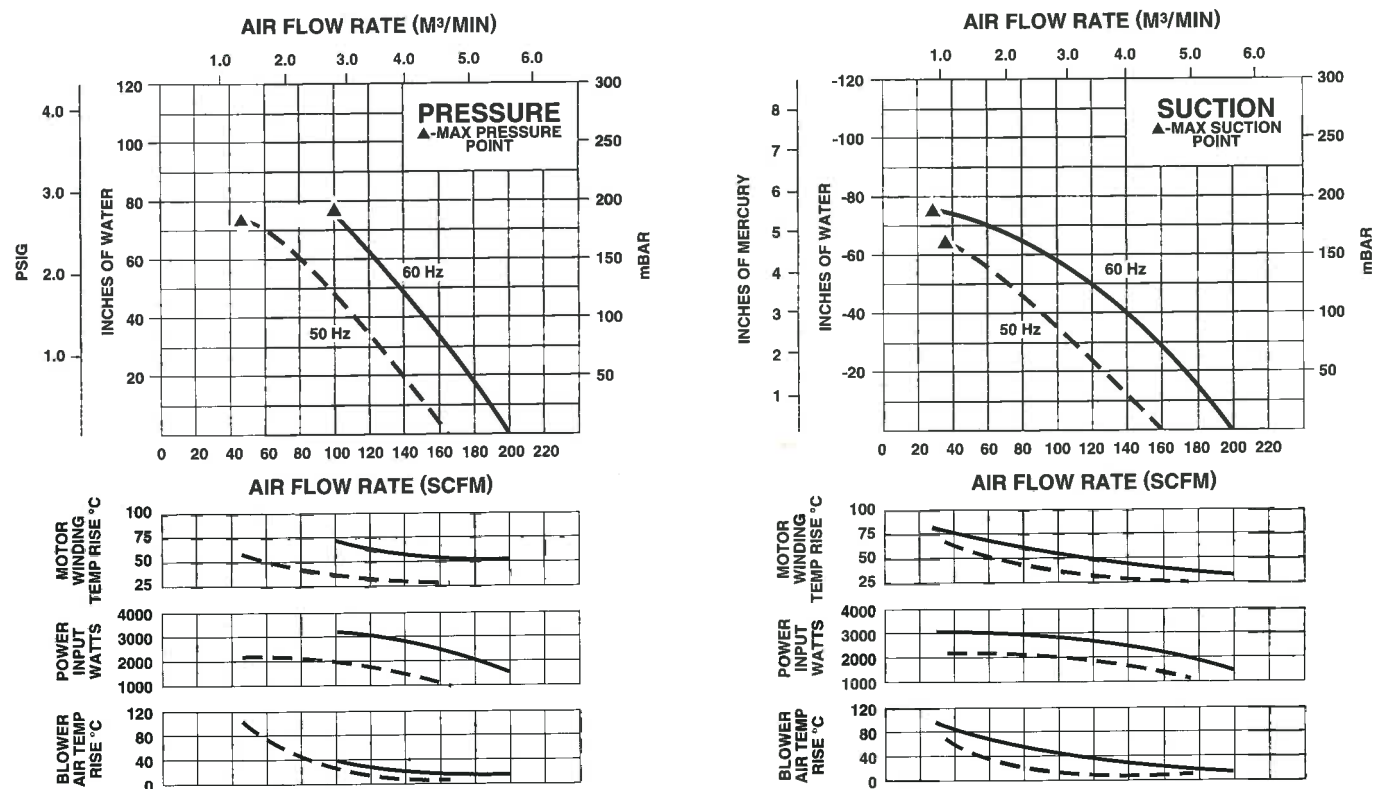 AIR FLOW RATE (M³/MIN)
1.0 2.0 3.0 4.0 5.0 6.0
PSIG
4.0
3.0
2.0
1.0
INCHES OF WATER
120
100
80
60
40
20
mBAR
300
250
200
150
100
50
PRESSURE
▲-MAX PRESSURE
POINT
60 Hz
50 Hz
0 20 40 60 80 100 120 140 160 180 200 220
AIR FLOW RATE (SCFM)
MOTOR
WINDING
TEMP RISE °C
100
75
50
25
POWER
INPUT
WATTS
4000
3000
2000
1000
BLOWER
AIR TEMP
RISE °C
120
80
40
0
AIR FLOW RATE (M³/MIN)
1.0 2.0 3.0 4.0 5.0 6.0
INCHES OF MERCURY
8
7
6
5
4
3
2
1
INCHES OF WATER
-120
-100
-80
-60
-40
-20
mBAR
300
250
200
150
100
50
SUCTION
▲-MAX SUCTION
POINT
60 Hz
50 Hz
0 20 40 60 80 100 120 140 160 180 200 220
AIR FLOW RATE (SCFM)
MOTOR
WINDING
TEMP RISE °C
100
75
50
25
POWER
INPUT
WATTS
4000
3000
2000
1000
BLOWER
AIR TEMP
RISE °C
120
80
40
0